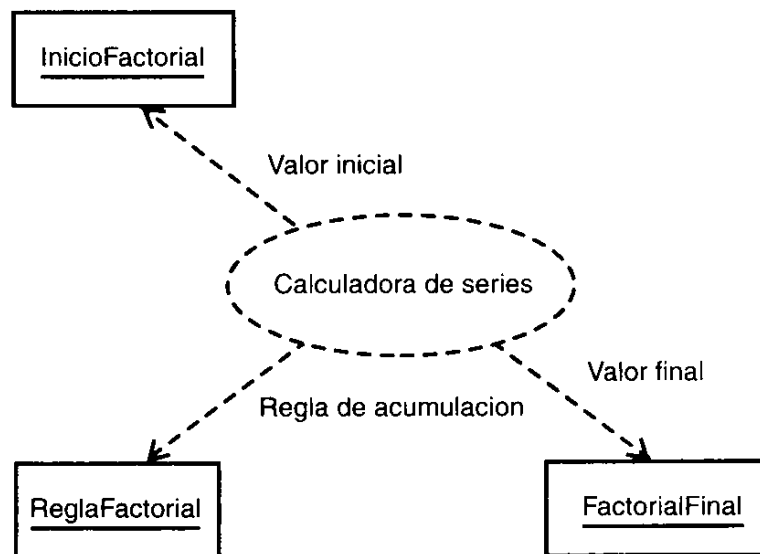 InicioFactorial
Valor inicial
Calculadora de series
Valor final
Regla de acumulacion
ReglaFactorial
FactorialFinal